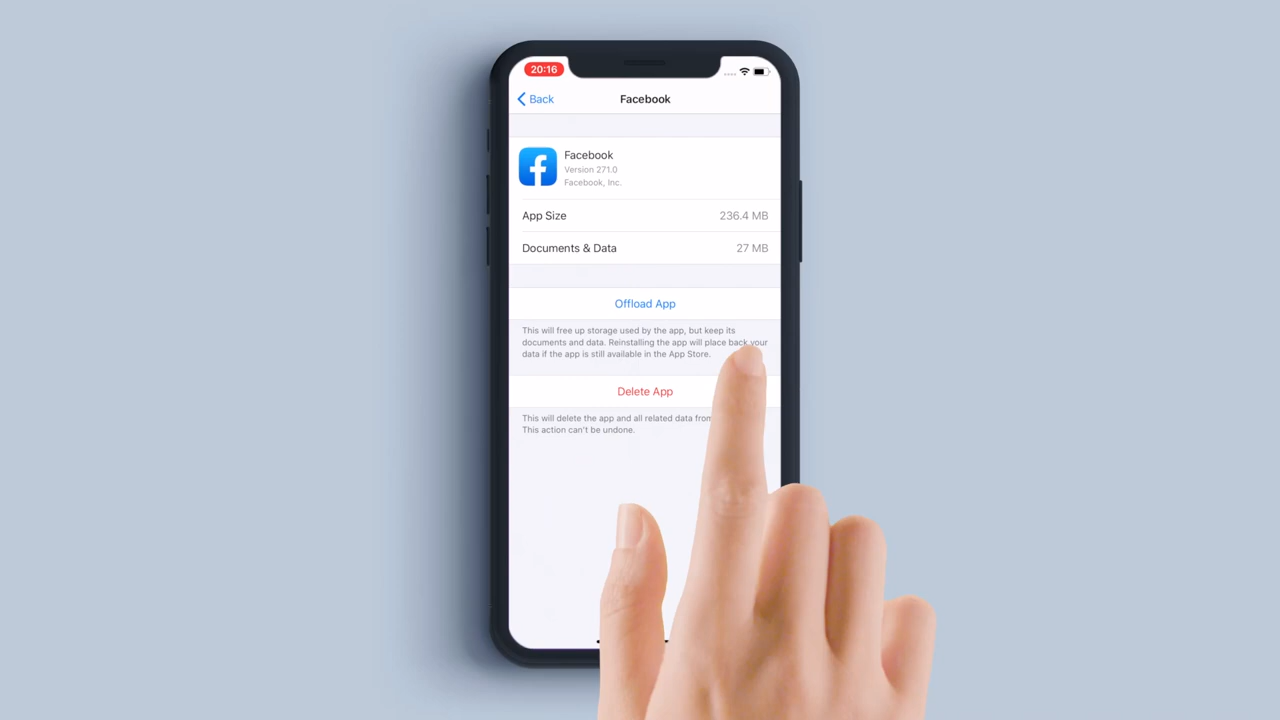 20:16
Back
Facebook
Facebook
Version 271.0
Facebook, Inc.
App Size 236.4 MB
Documents & Data 27 MB
Offload App
This will free up storage used by the app, but keep its
documents and data. Reinstalling the app will place back your
data if the app is still available in the App Store.
Delete App
This will delete the app and all related data from
This action can't be undone.